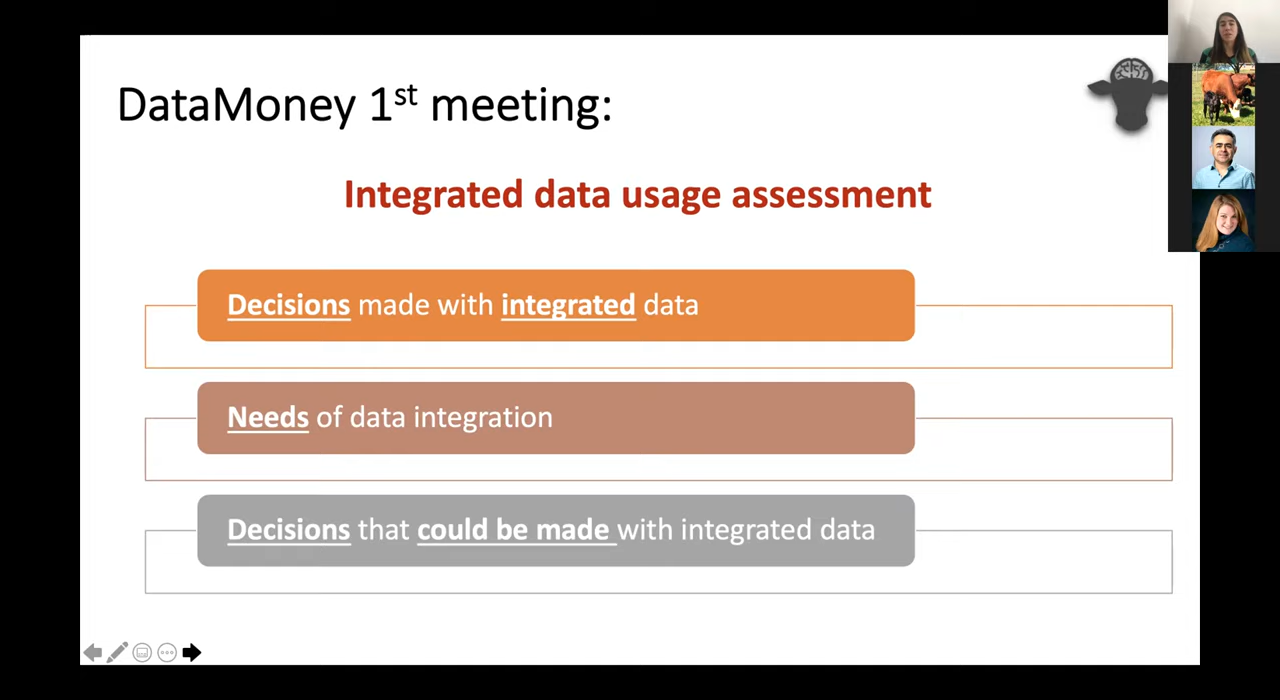 DataMoney 1st meeting:
Integrated data usage assessment
Decisions made with integrated data
Needs of data integration
Decisions that could be made with integrated data